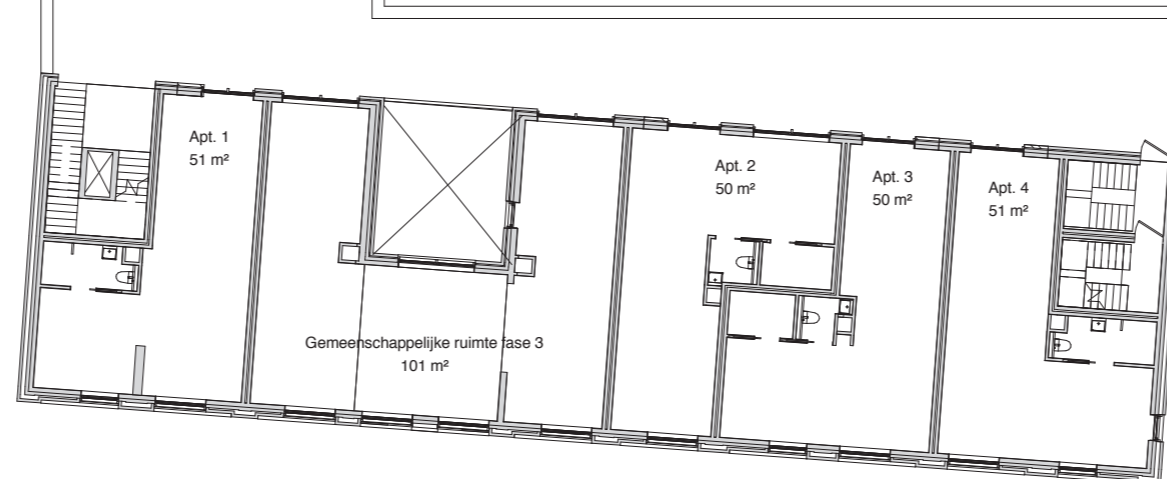 Apt. 1
51 m²
Gemeenschappelijke ruimte fase 3
101 m²
Apt. 2
50 m²
Apt. 3
50 m²
Apt. 4
51 m²